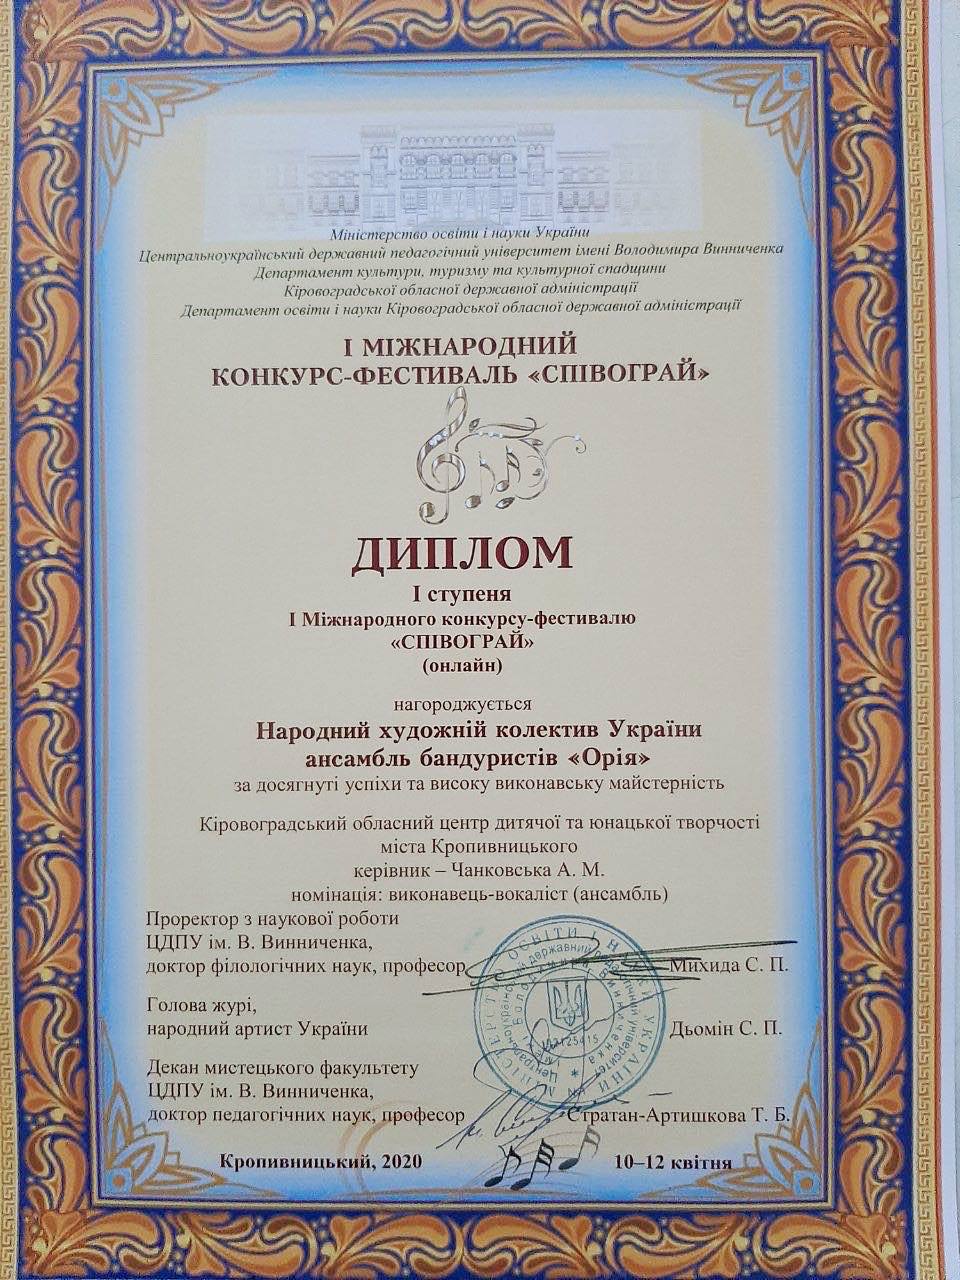 Міністерство освіти і науки України
Центральноукраїнський державний педагогічний університет імені Володимира Винниченка
Департамент культури, туризму та культурної спадщини
Кіровоградської обласної державної адміністрації
Департамент освіти і науки Кіровоградської обласної державної адміністрації
І МІЖНАРОДНИЙ
КОНКУРС-ФЕСТИВАЛЬ «СПІВОГРАЙ»
ДИПЛОМ
І ступеня
І Міжнародного конкурсу-фестивалю
«СПІВОГРАЙ»
(онлайн)
нагороджується
Народний художній колектив України
ансамбль бандуристів «Орія»
за досягнуті успіхи та високу виконавську майстерність
Кіровоградський обласний центр дитячої та юнацької творчості
міста Кропивницького
керівник – Чанковська А. М.
номінація: виконавець-вокаліст (ансамбль)
Проректор з наукової роботи
ЦДПУ ім. В. Винниченка,
доктор філологічних наук, професор Михида С. П.
Голова журі,
народний артист України Дьомін С. П.
Декан мистецького факультету
ЦДПУ ім. В. Винниченка,
доктор педагогічних наук, професор Стратан-Артишкова Т. Б.
Кропивницький, 2020 10–12 квітня
МІНІСТЕРСТВО ОСВІТИ І НАУКИ УКРАЇНИ